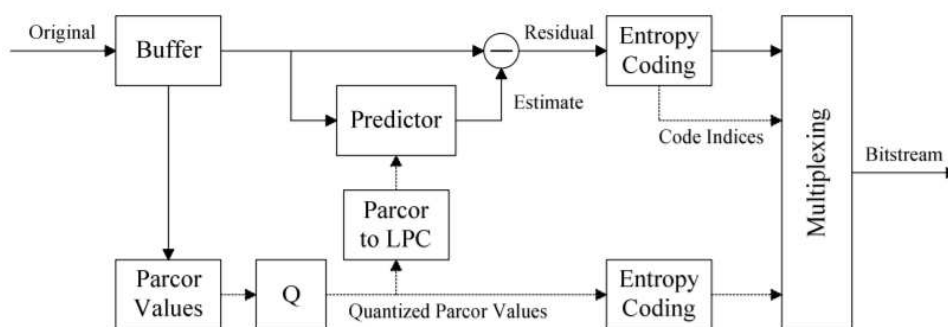 Original
Buffer
Residual
Entropy
Coding
Estimate
Predictor
Code Indices
Multiplexing
Bitstream
Parcor
to LPC
Parcor
Values
Q
Quantized Parcor Values
Entropy
Coding